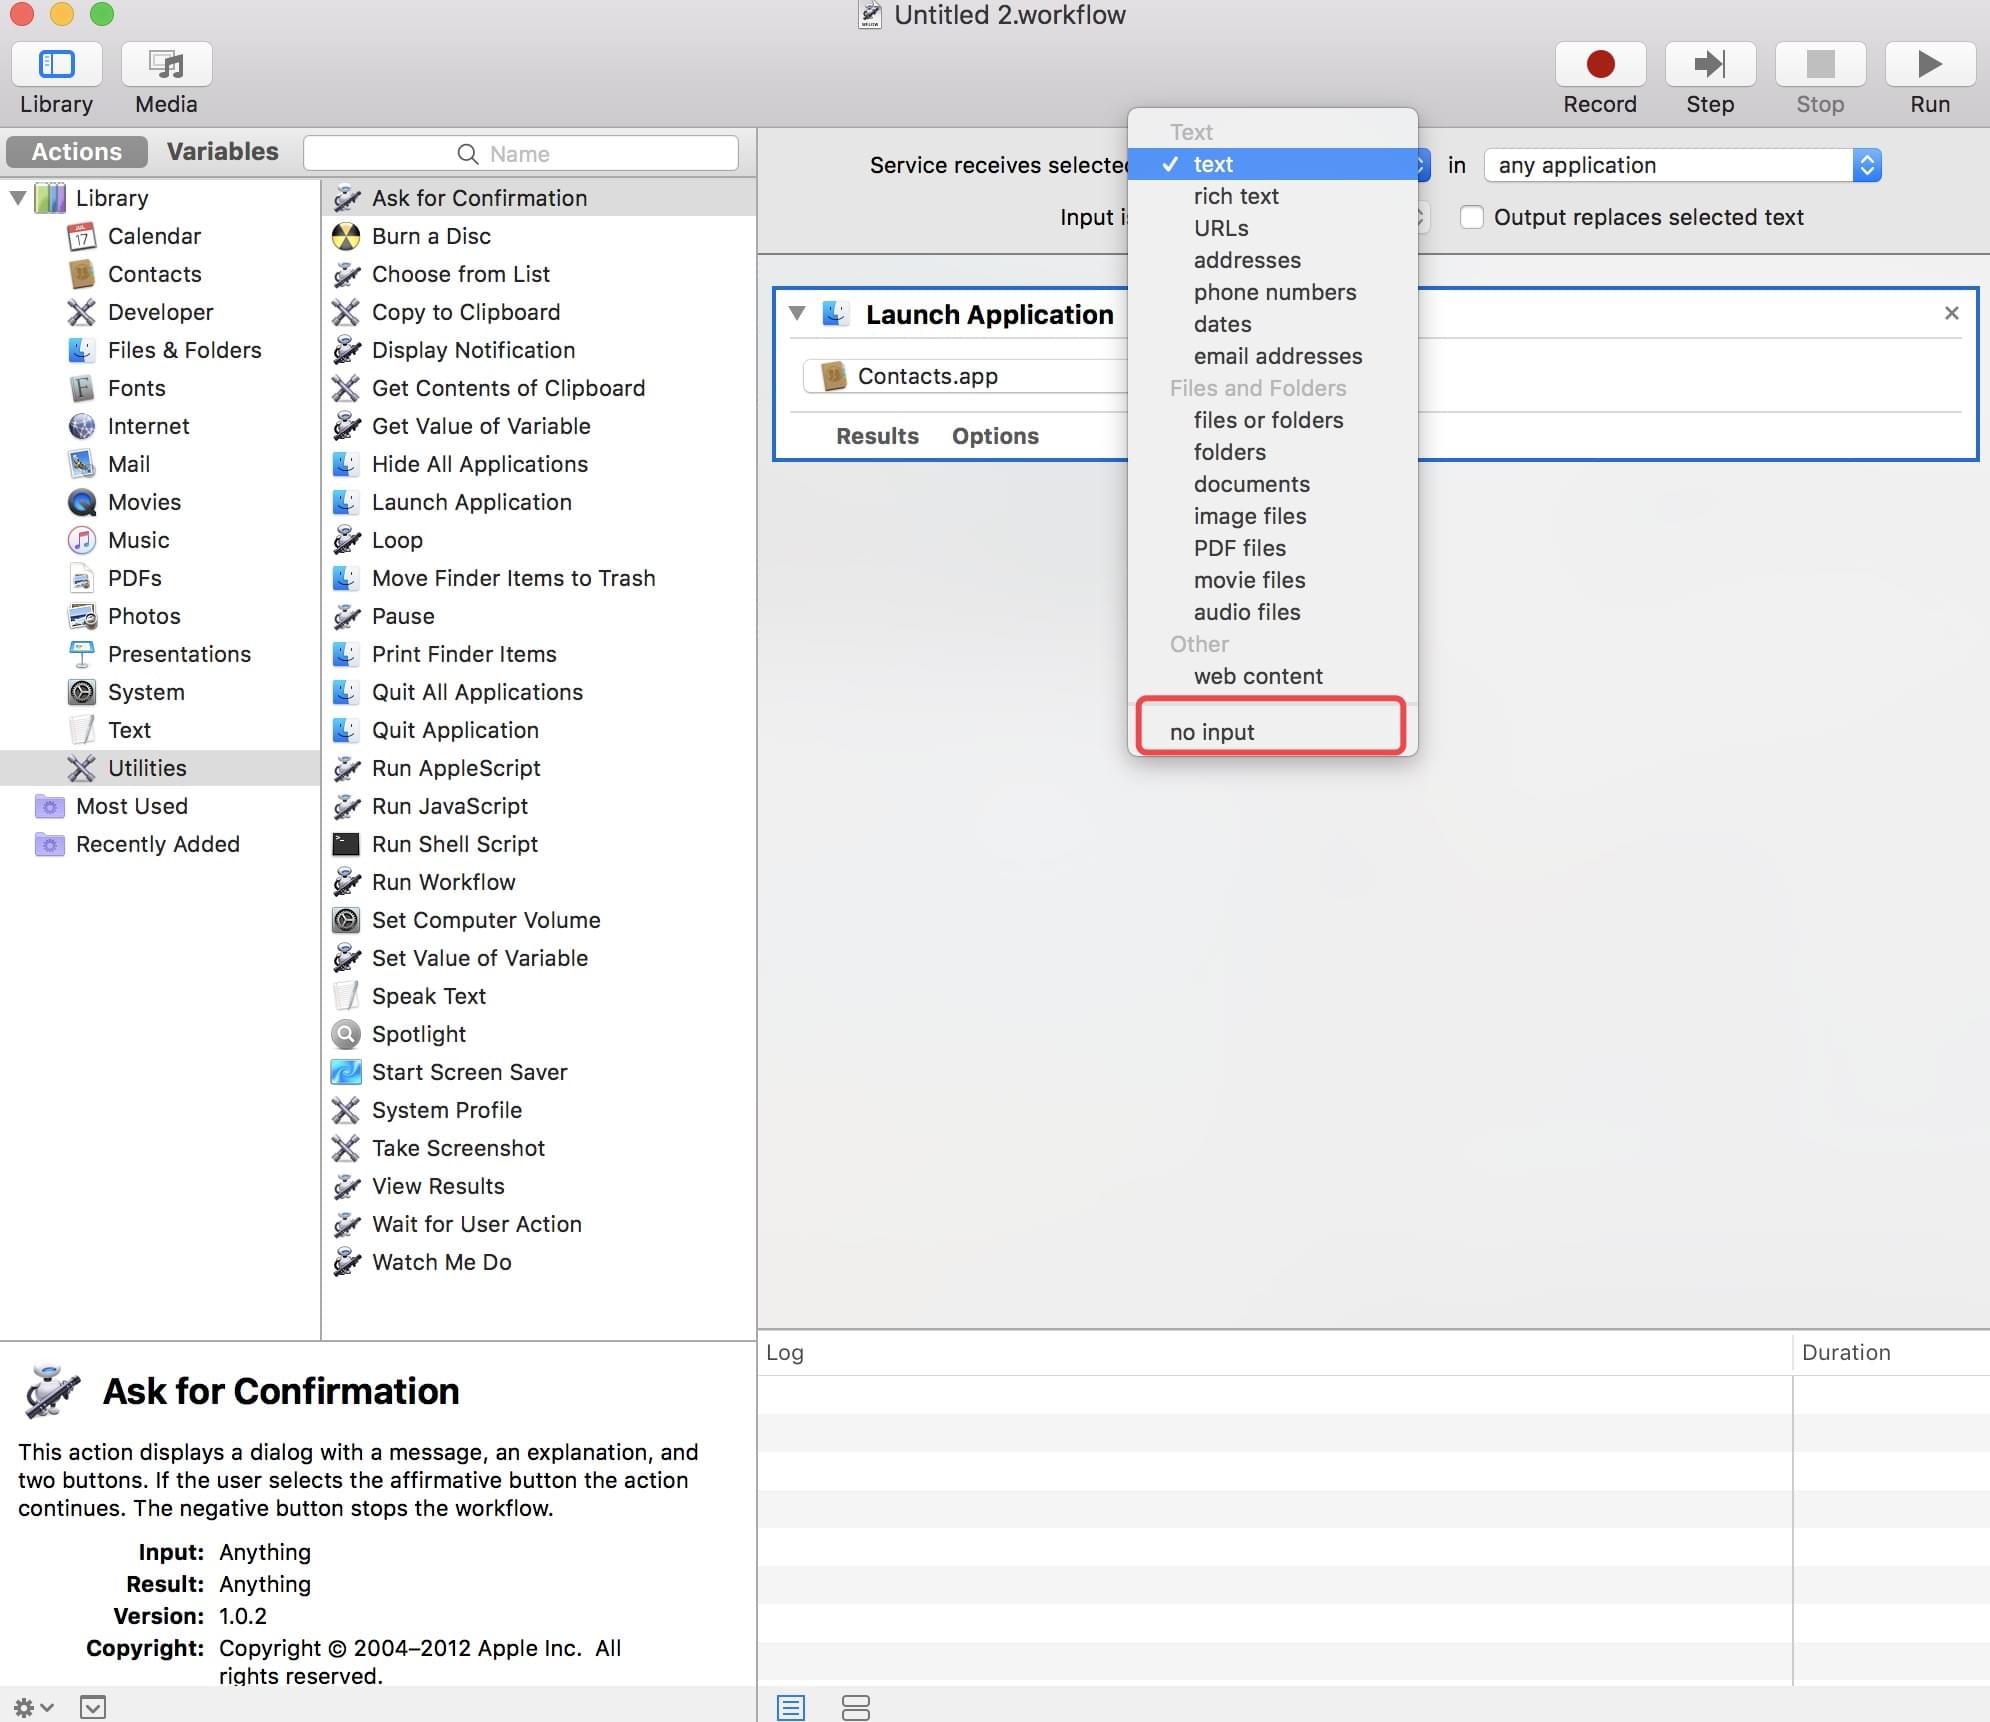 Untitled 2.workflow
Library
Media
Record
Step
Stop
Run
Actions
Variables
Name
Library
Calendar
Contacts
Developer
Files & Folders
Fonts
Internet
Mail
Movies
Music
PDFs
Photos
Presentations
System
Text
Utilities
Most Used
Recently Added
Ask for Confirmation
Burn a Disc
Choose from List
Copy to Clipboard
Display Notification
Get Contents of Clipboard
Get Value of Variable
Hide All Applications
Launch Application
Loop
Move Finder Items to Trash
Pause
Print Finder Items
Quit All Applications
Quit Application
Run AppleScript
Run JavaScript
Run Shell Script
Run Workflow
Set Computer Volume
Set Value of Variable
Speak Text
Spotlight
Start Screen Saver
System Profile
Take Screenshot
View Results
Wait for User Action
Watch Me Do
Service receives selected
in
any application
Input is
Output replaces selected text
Text
✓ text
rich text
URLs
addresses
phone numbers
dates
email addresses
Files and Folders
files or folders
folders
documents
image files
PDF files
movie files
audio files
Other
web content
no input
Launch Application
Contacts.app
Results Options
Ask for Confirmation
This action displays a dialog with a message, an explanation, and
two buttons. If the user selects the affirmative button the action
continues. The negative button stops the workflow.
Input: Anything
Result: Anything
Version: 1.0.2
Copyright: Copyright © 2004–2012 Apple Inc. All
rights reserved.
Log
Duration